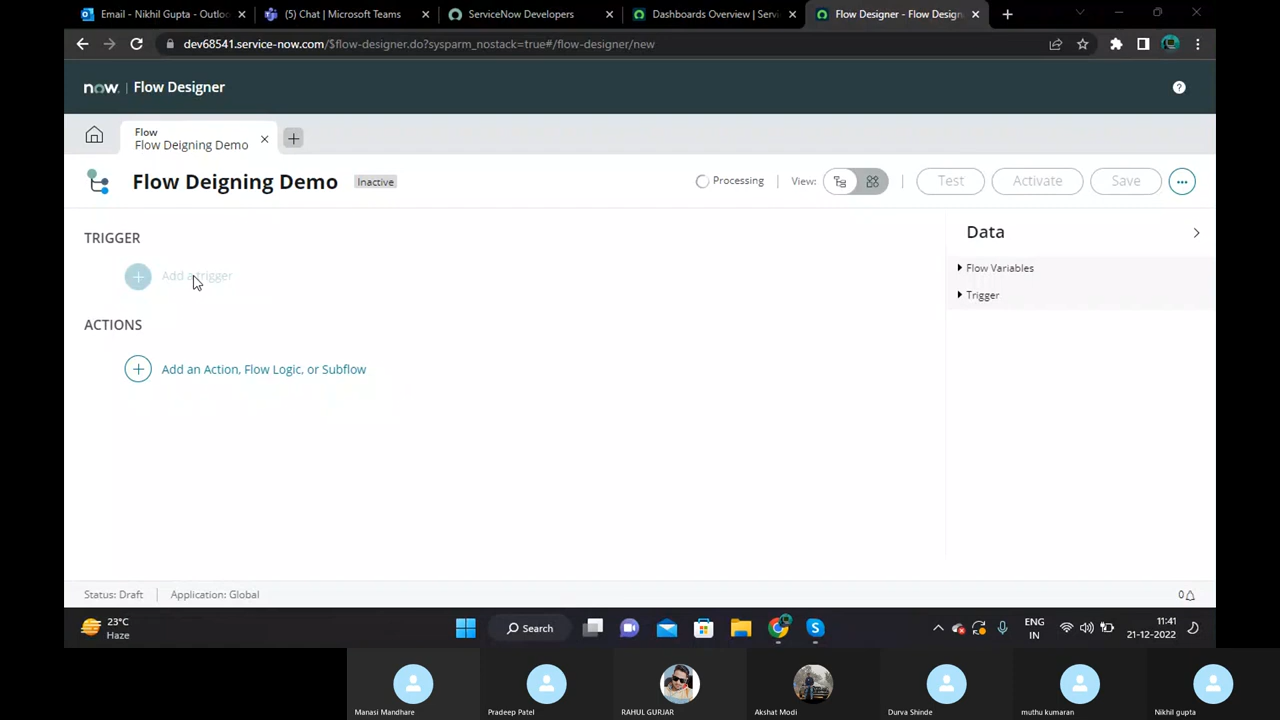 Email - Nikhil Gupta - Outloo
(5) Chat | Microsoft Teams
ServiceNow Developers
Dashboards Overview | Servi
Flow Designer - Flow Design
dev68541.service-now.com/$flow-designer.do?sysparm_nostack=true#/flow-designer/new
now. | Flow Designer
Flow
Flow Deigning Demo
Flow Deigning Demo
Inactive
Processing
View:
Test
Activate
Save
TRIGGER
Add a trigger
ACTIONS
Add an Action, Flow Logic, or Subflow
Data
Flow Variables
Trigger
Status: Draft
Application: Global
0
23°C
Haze
Search
ENG
IN
11:41
21-12-2022
Manasi Mandhare
Pradeep Patel
RAHUL GURJAR
Akshat Modi
Durva Shinde
muthu kumaran
Nikhil gupta